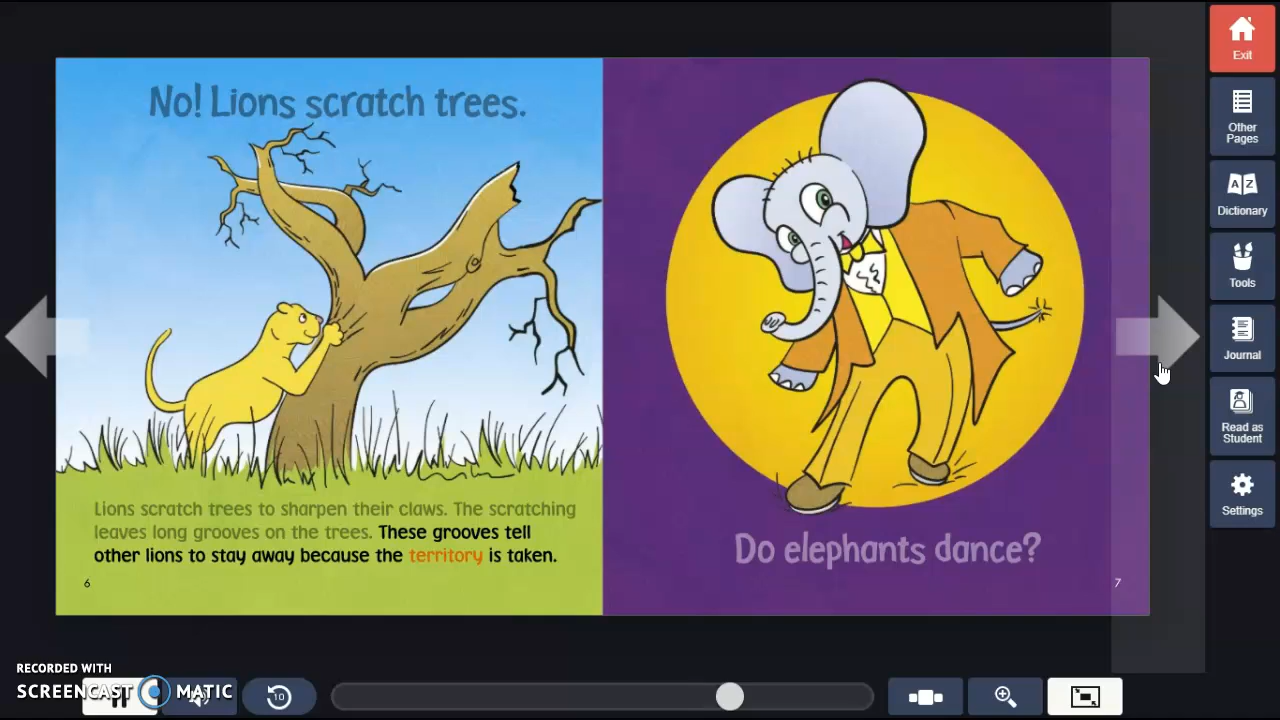 No! Lions scratch trees.
Lions scratch trees to sharpen their claws. The scratching
leaves long grooves on the trees. These grooves tell
other lions to stay away because the territory is taken.
6
Do elephants dance?
7
Exit
Other
Pages
A Z
Dictionary
Tools
Journal
Read as
Student
Settings
RECORDED WITH
SCREENCAST MATIC
10